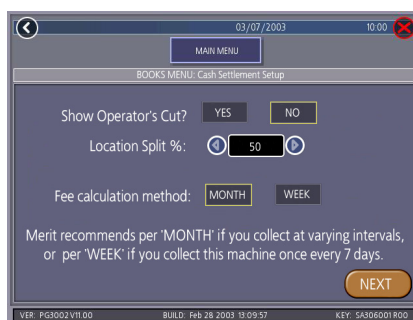 03/07/2003 10:00
MAIN MENU
BOOKS MENU: Cash Settlement Setup
Show Operator's Cut? YES NO
Location Split %: 50
Fee calculation method: MONTH WEEK
Merit recommends per 'MONTH' if you collect at varying intervals,
or per 'WEEK' if you collect this machine once every 7 days.
NEXT
VER: PG3002 V11.00 BUILD: Feb 28 2003 13:09:57 KEY: SA306001 R00